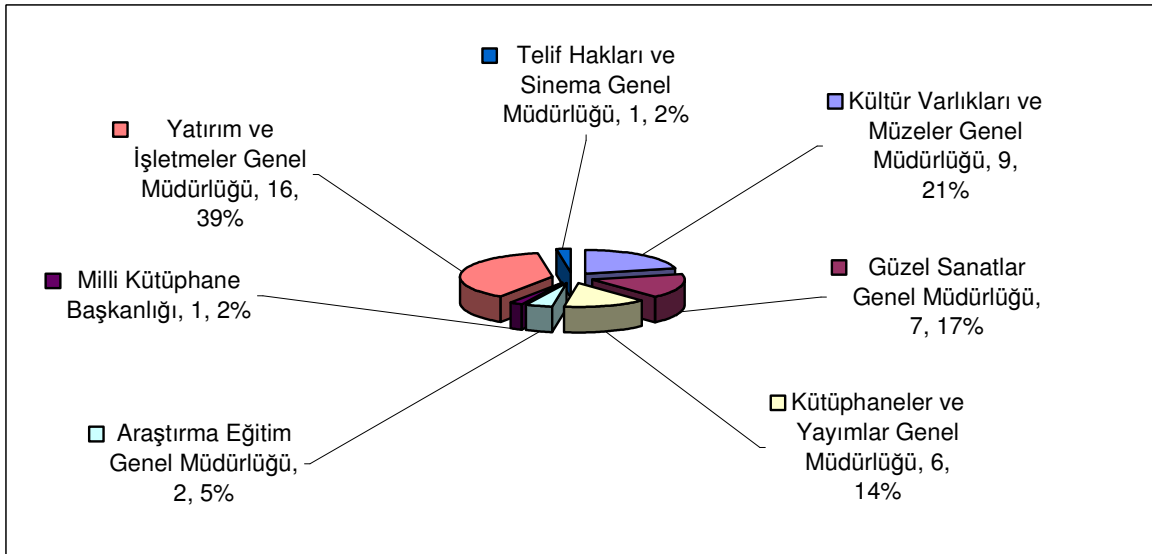 Telif Hakları ve
Sinema Genel
Müdürlüğü, 1, 2%
Kültür Varlıkları ve
Müzeler Genel
Müdürlüğü, 9,
21%
Yatırım ve
İşletmeler Genel
Müdürlüğü, 16,
39%
Güzel Sanatlar
Genel Müdürlüğü,
7, 17%
Milli Kütüphane
Başkanlığı, 1, 2%
Kütüphaneler ve
Yayımlar Genel
Müdürlüğü, 6,
14%
Araştırma Eğitim
Genel Müdürlüğü,
2, 5%